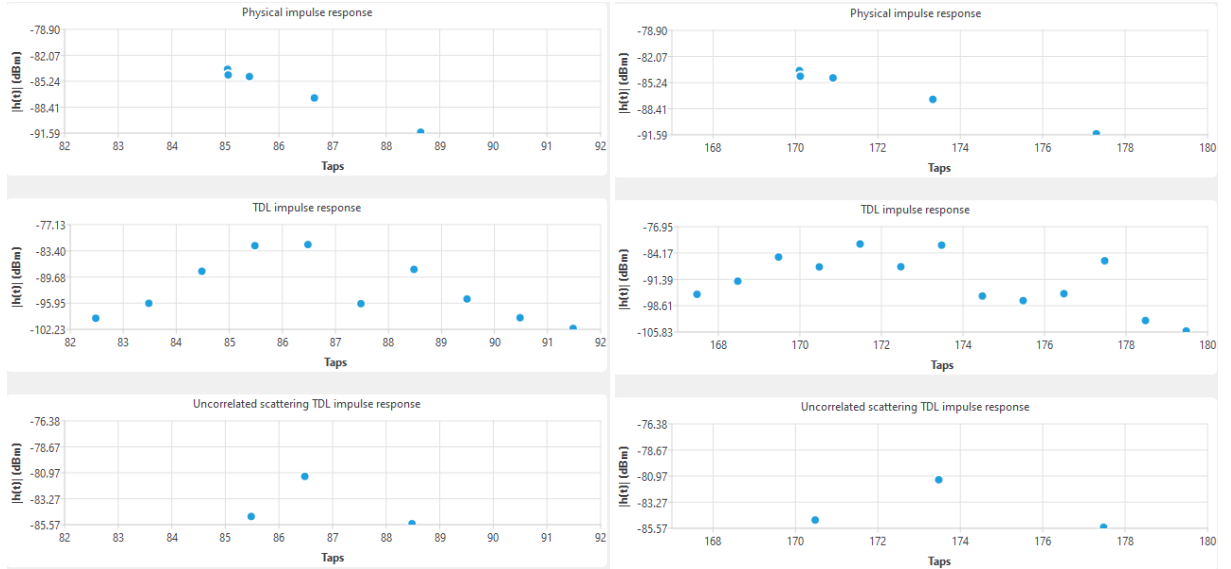 Physical impulse response
|h(t)| (dBm)
-78.90
-82.07
-85.24
-88.41
-91.59
82 83 84 85 86 87 88 89 90 91 92
Taps
TDL impulse response
|h(t)| (dBm)
-77.13
-83.40
-89.68
-95.95
-102.23
82 83 84 85 86 87 88 89 90 91 92
Taps
Uncorrelated scattering TDL impulse response
|h(t)| (dBm)
-76.38
-78.67
-80.97
-83.27
-85.57
82 83 84 85 86 87 88 89 90 91 92
Taps
Physical impulse response
|h(t)| (dBm)
-78.90
-82.07
-85.24
-88.41
-91.59
168 170 172 174 176 178 180
Taps
TDL impulse response
|h(t)| (dBm)
-76.95
-84.17
-91.39
-98.61
-105.83
168 170 172 174 176 178 180
Taps
Uncorrelated scattering TDL impulse response
|h(t)| (dBm)
-76.38
-78.67
-80.97
-83.27
-85.57
168 170 172 174 176 178 180
Taps